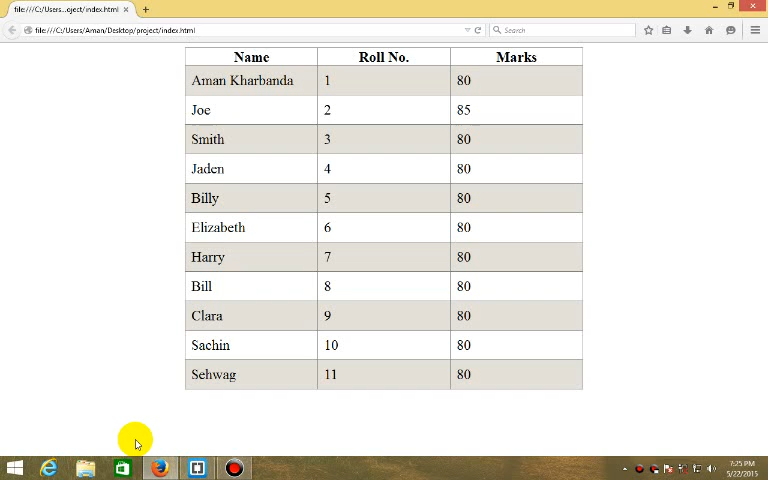 file:///C:/Users...oject/index.html
file:///C:/Users/Aman/Desktop/project/index.html
Search
Name Roll No. Marks
Aman Kharbanda 1 80
Joe 2 85
Smith 3 80
Jaden 4 80
Billy 5 80
Elizabeth 6 80
Harry 7 80
Bill 8 80
Clara 9 80
Sachin 10 80
Sehwag 11 80
7:25 PM
5/22/2015